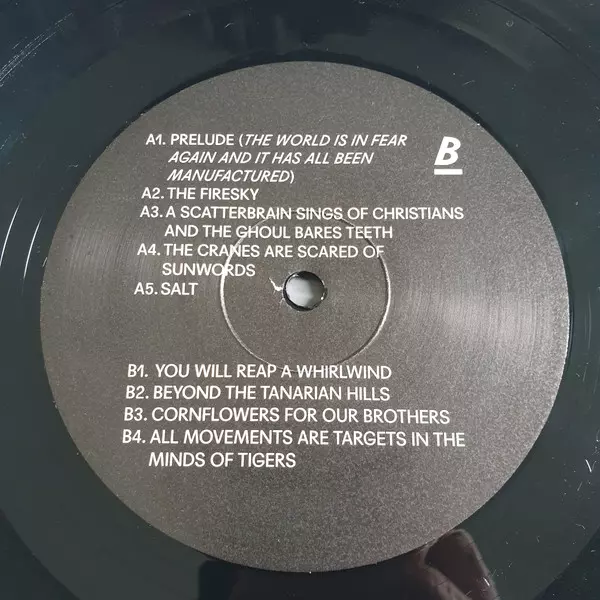 A1. PRELUDE (THE WORLD IS IN FEAR
AGAIN AND IT HAS ALL BEEN
MANUFACTURED)
A2. THE FIRESKY
A3. A SCATTERBRAIN SINGS OF CHRISTIANS
AND THE GHOUL BARES TEETH
A4. THE CRANES ARE SCARED OF
SUNWORDS
A5. SALT
B
B1. YOU WILL REAP A WHIRLWIND
B2. BEYOND THE TANARIAN HILLS
B3. CORNFLOWERS FOR OUR BROTHERS
B4. ALL MOVEMENTS ARE TARGETS IN THE
MINDS OF TIGERS